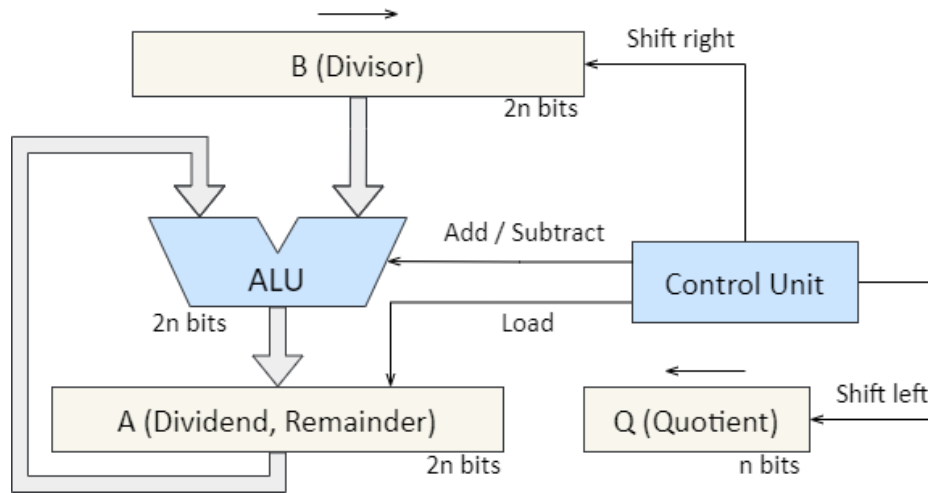 B (Divisor)
Shift right
2n bits
Add / Subtract
ALU
Control Unit
2n bits
Load
A (Dividend, Remainder)
Q (Quotient)
Shift left
2n bits
n bits